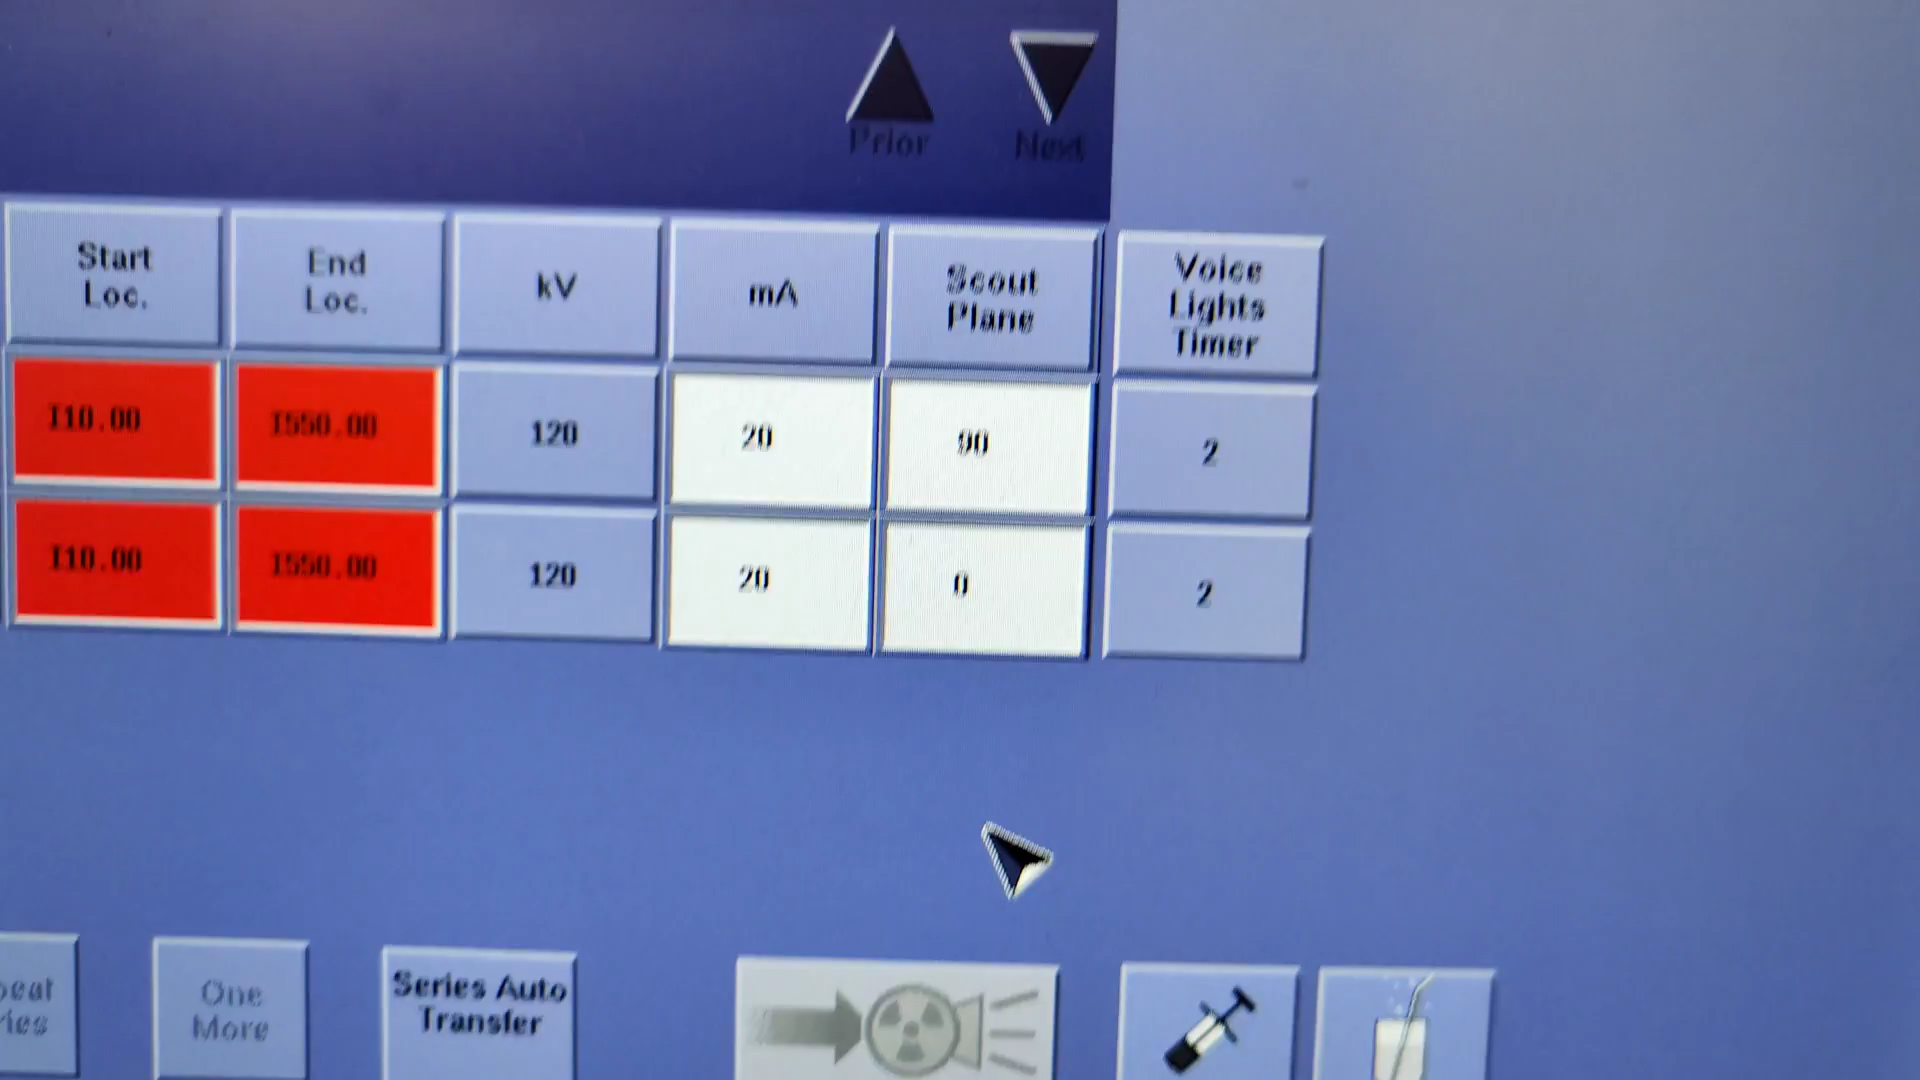 Prior
Next
Start
Loc.
End
Loc.
kV
mA
Scout
Plane
Voice
Lights
Timer
I10.00
I550.00
120
20
90
2
I10.00
I550.00
120
20
0
2
One
More
Series Auto
Transfer